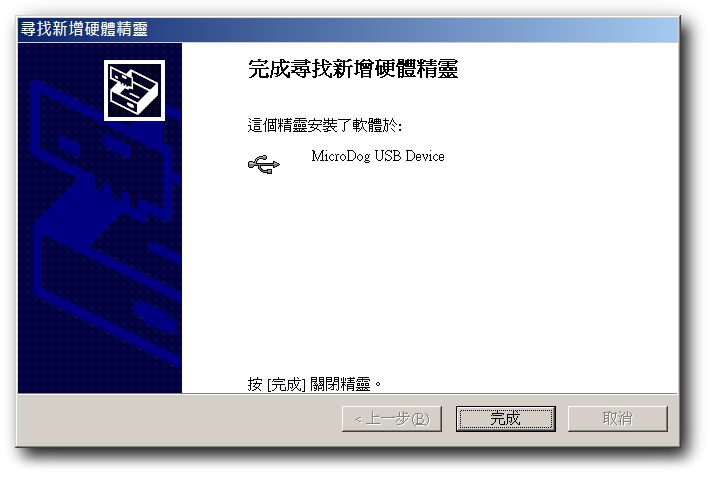 尋找新增硬體精靈
完成尋找新增硬體精靈
這個精靈安裝了軟體於:
MicroDog USB Device
按 [完成] 關閉精靈。
< 上一步(B)
完成
取消